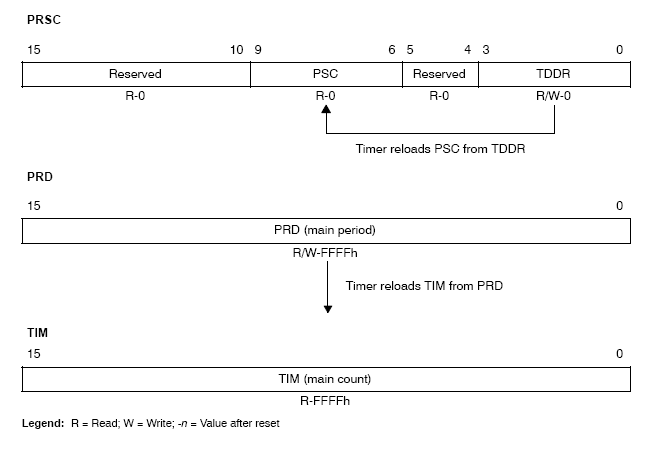 PRSC
15 10 9 6 5 4 3 0
Reserved PSC Reserved TDDR
R-0 R-0 R-0 R/W-0
Timer reloads PSC from TDDR
PRD
15 0
PRD (main period)
R/W-FFFFh
Timer reloads TIM from PRD
TIM
15 0
TIM (main count)
R-FFFFh
Legend: R = Read; W = Write; -n = Value after reset